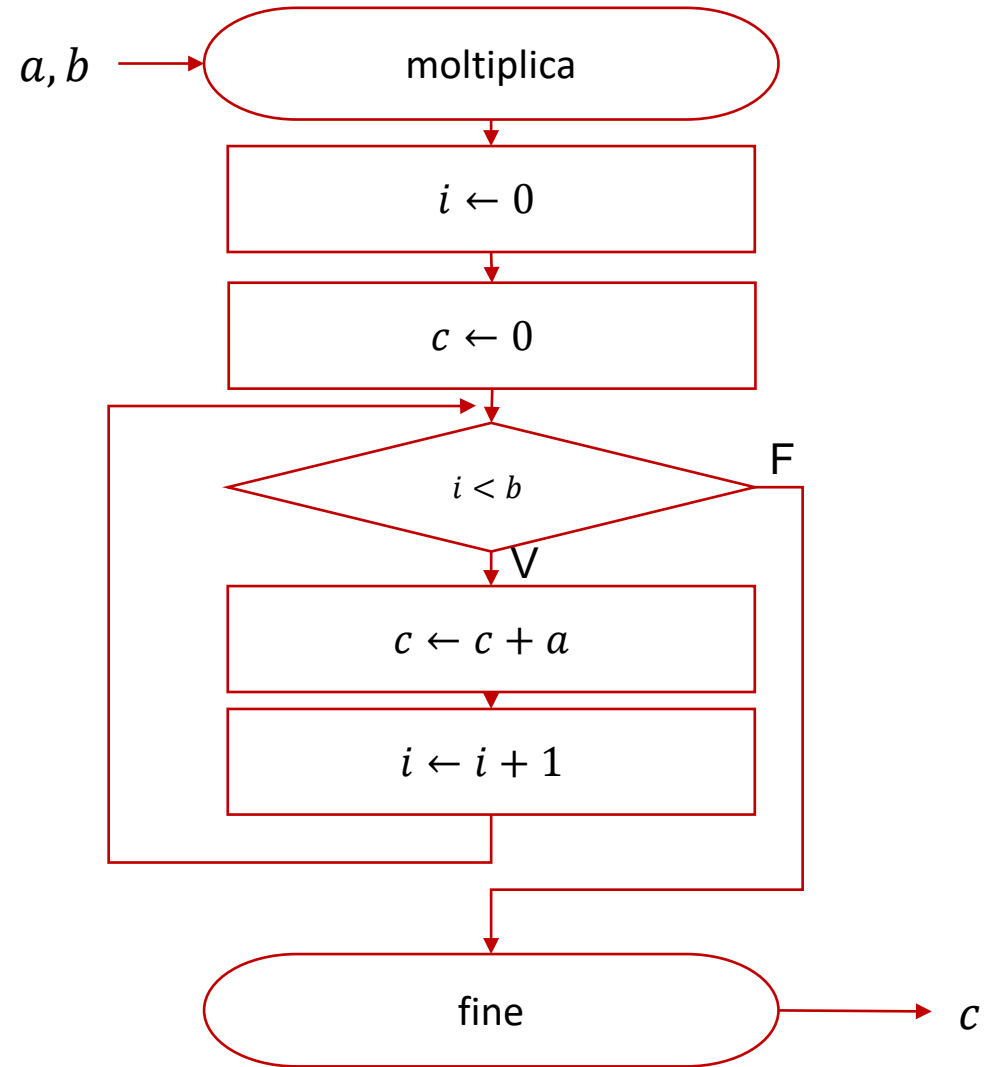 a, b
moltiplica
i ← 0
c ← 0
i < b
F
V
c ← c + a
i ← i + 1
fine
c